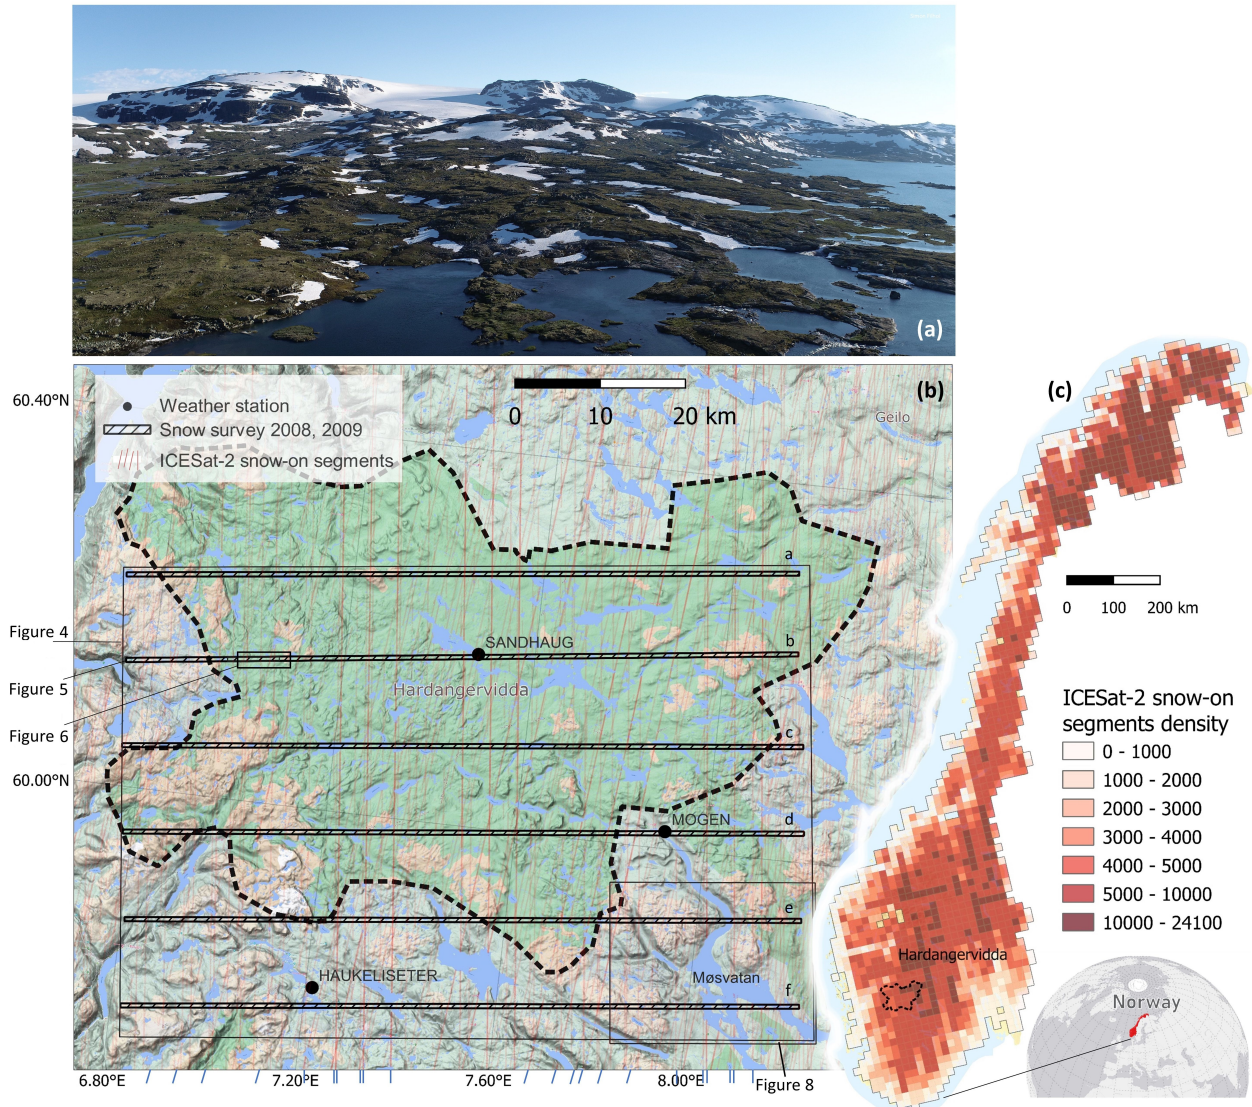 (a)
(b)
(c)
60.40°N
60.00°N
Weather station
Snow survey 2008, 2009
ICESat-2 snow-on segments
0 10 20 km
Geilo
a
b
SANDHAUG
Hardangervidda
c
MOGEN
d
e
HAUKELISETER
Møsvatan
f
Figure 4
Figure 5
Figure 6
Figure 8
6.80°E 7.20°E 7.60°E 8.00°E
0 100 200 km
ICESat-2 snow-on
segments density
0 - 1000
1000 - 2000
2000 - 3000
3000 - 4000
4000 - 5000
5000 - 10000
10000 - 24100
Hardangervidda
Norway